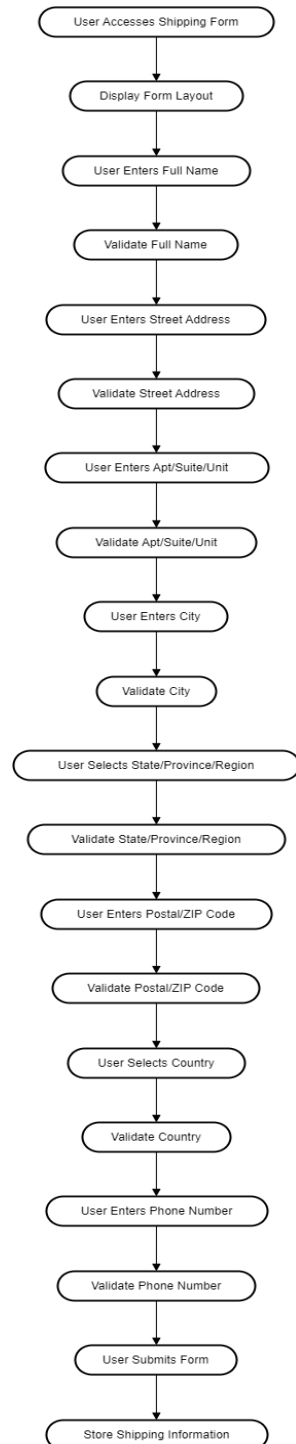 User Accesses Shipping Form
Display Form Layout
User Enters Full Name
Validate Full Name
User Enters Street Address
Validate Street Address
User Enters Apt/Suite/Unit
Validate Apt/Suite/Unit
User Enters City
Validate City
User Selects State/Province/Region
Validate State/Province/Region
User Enters Postal/ZIP Code
Validate Postal/ZIP Code
User Selects Country
Validate Country
User Enters Phone Number
Validate Phone Number
User Submits Form
Store Shipping Information